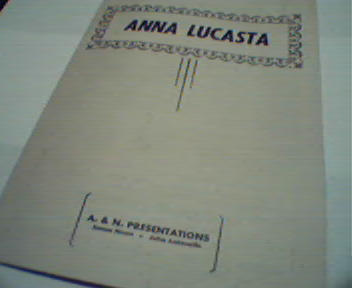 ANNA LUCASTA
A. & N. PRESENTATIONS